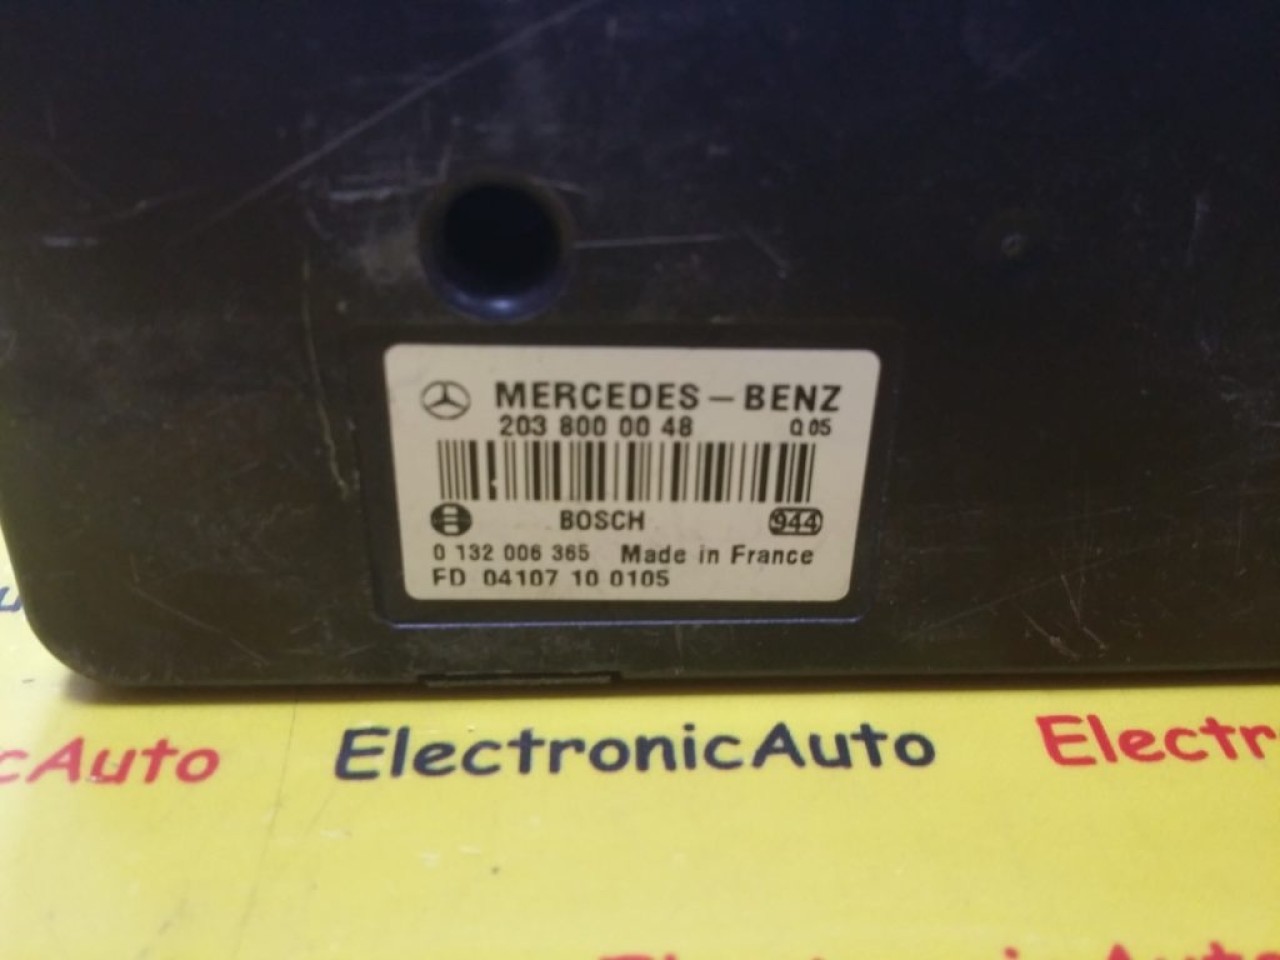 MERCEDES-BENZ
203 800 00 48 Q 05
BOSCH 944
0 132 006 365 Made in France
FD 04107 10 0105
cAuto ElectronicAuto Electr
ElectronicAuto